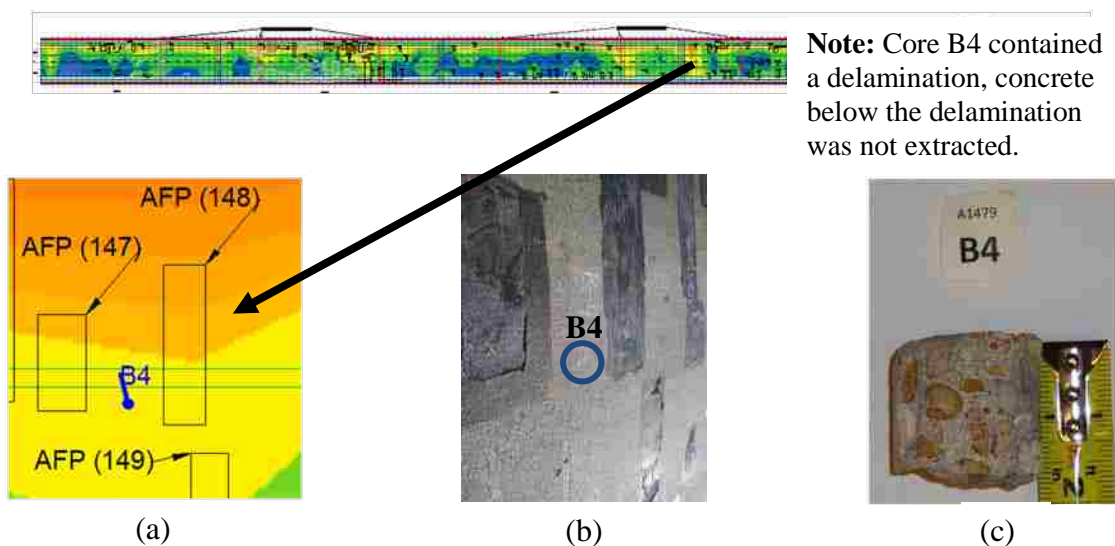 Note: Core B4 contained
a delamination, concrete
below the delamination
was not extracted.
AFP (148)
AFP (147)
B4
AFP (149)
B4
A1479
B4
2
(a)
(b)
(c)